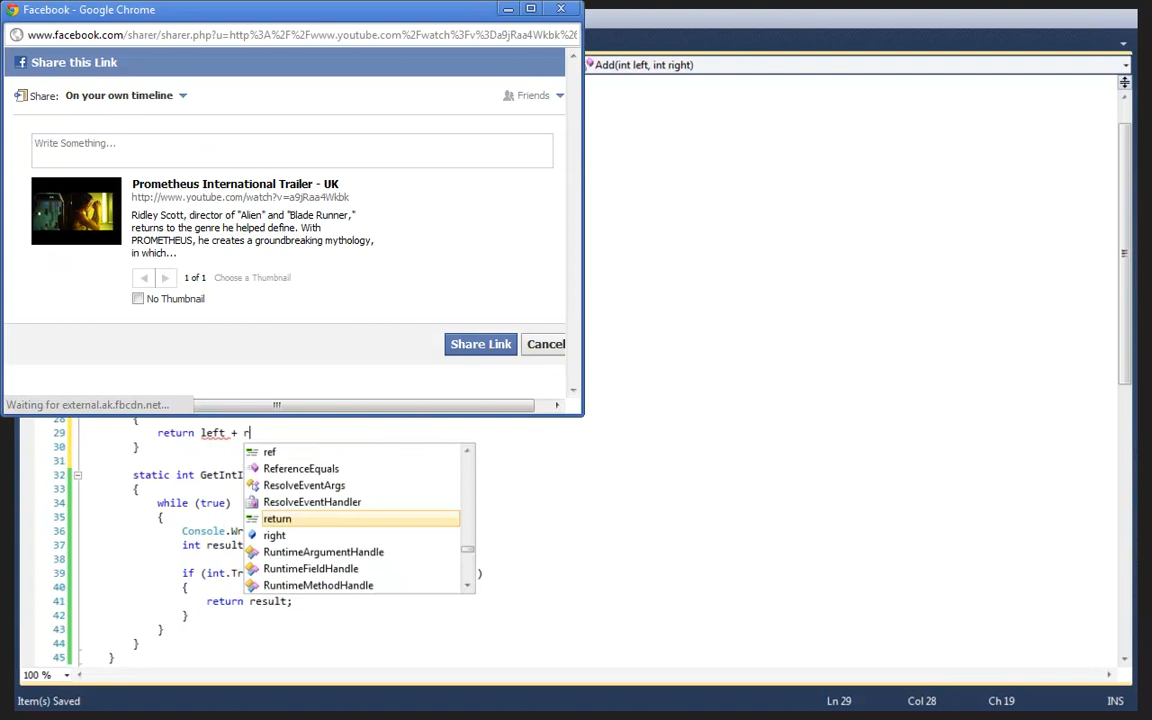 Facebook - Google Chrome
www.facebook.com/sharer/sharer.php?u=http%3A%2F%2Fwww.youtube.com%2Fwatch%3Fv%3Da9jRaa4Wkbk%26
Share this Link
Add(int left, int right)
Share: On your own timeline
Friends
Write Something...
Prometheus International Trailer - UK
http://www.youtube.com/watch?v=a9jRaa4Wkbk
Ridley Scott, director of "Alien" and "Blade Runner,"
returns to the genre he helped define. With
PROMETHEUS, he creates a groundbreaking mythology,
in which...
1 of 1 Choose a Thumbnail
No Thumbnail
Share Link Cancel
Waiting for external.ak.fbcdn.net...
28 {
29 return left + r
30 }
31
32 static int GetIntI
33 {
34 while (true)
35 {
36 Console.Wr
37 int result
38
39 if (int.Tr )
40 {
41 return result;
42 }
43 }
44 }
45 }
ref
ReferenceEquals
ResolveEventArgs
ResolveEventHandler
return
right
RuntimeArgumentHandle
RuntimeFieldHandle
RuntimeMethodHandle
100 %
Item(s) Saved Ln 29 Col 28 Ch 19 INS